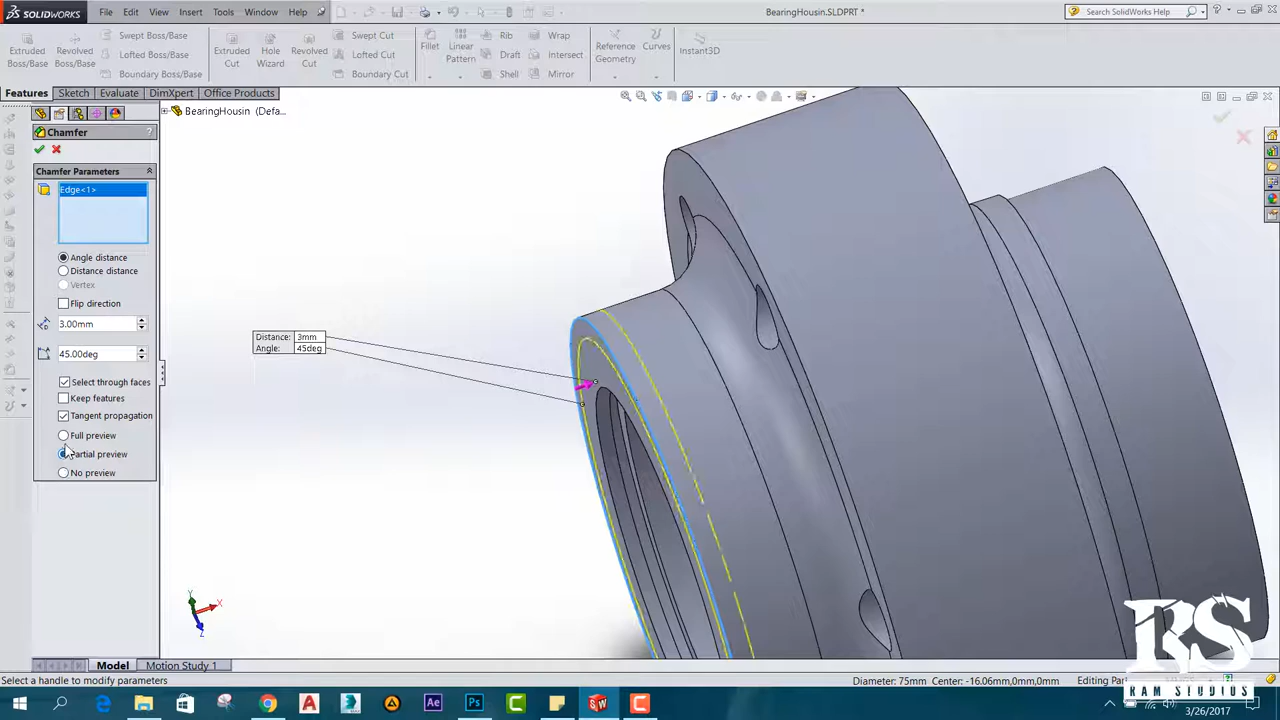 SOLIDWORKS File Edit View Insert Tools Window Help BearingHousin.SLDPRT * Search SolidWorks Help
Extruded Boss/Base
Revolved Boss/Base
Swept Boss/Base
Lofted Boss/Base
Boundary Boss/Base
Extruded Cut
Hole Wizard
Revolved Cut
Swept Cut
Lofted Cut
Boundary Cut
Fillet
Linear Pattern
Rib
Draft
Shell
Wrap
Intersect
Mirror
Reference Geometry
Curves
Instant3D
Features Sketch Evaluate DimXpert Office Products
BearingHousin (Defa...
Chamfer ?
Chamfer Parameters
Edge<1>
Angle distance
Distance distance
Vertex
Flip direction
3.00mm
45.00deg
Select through faces
Keep features
Tangent propagation
Full preview
Partial preview
No preview
Distance: 3mm
Angle: 45deg
Y
X
Z
Model Motion Study 1
Select a handle to modify parameters Diameter: 75mm Center: -16.06mm,0mm,0mm Editing Par
RS
RAM STUDIOS
3/26/2017